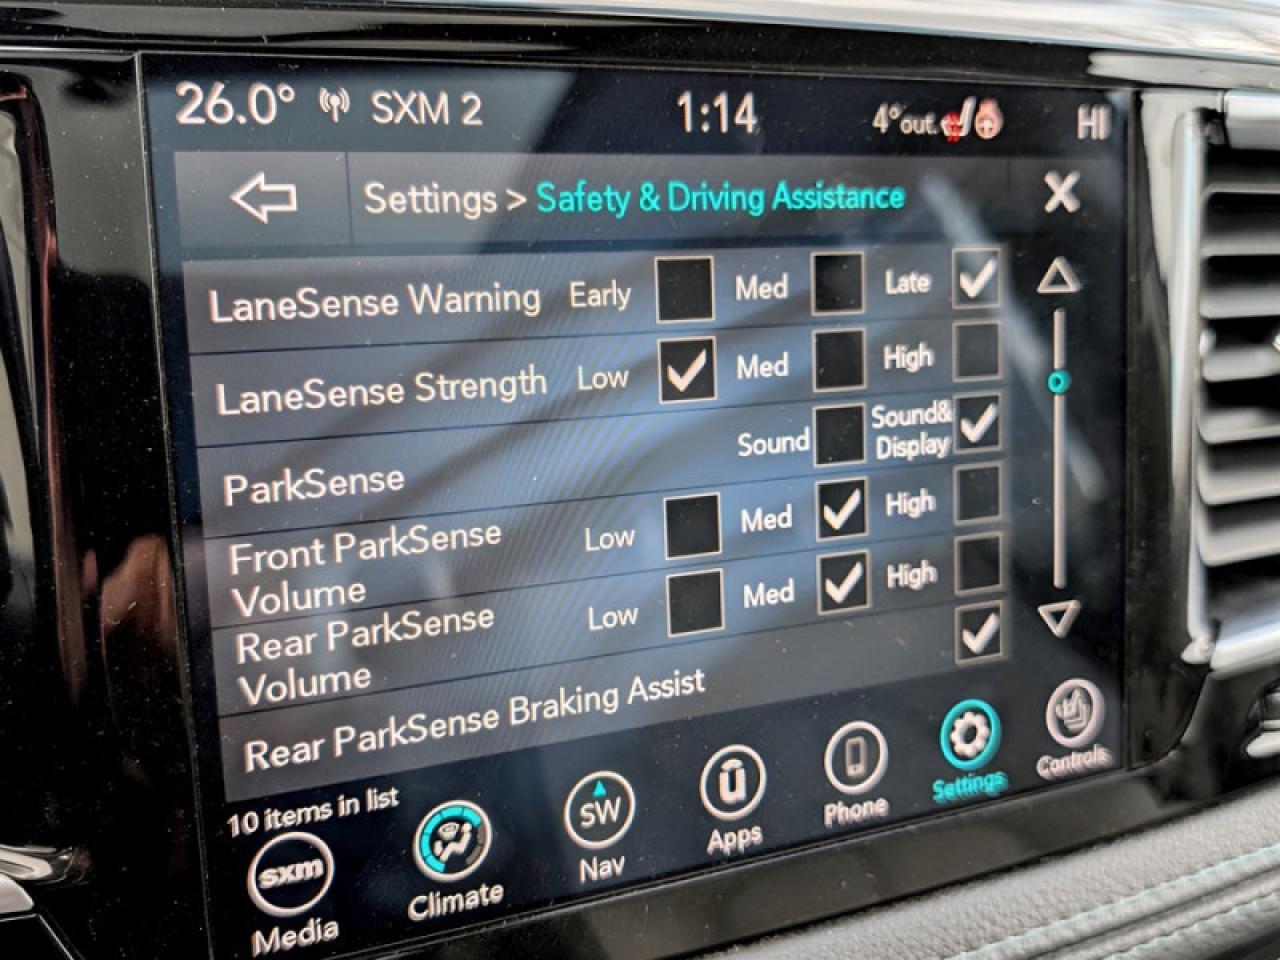 26.0° SXM 2 1:14 4°out. HI
Settings > Safety & Driving Assistance X
LaneSense Warning Early Med Late
LaneSense Strength Low Med High
ParkSense Sound Sound& Display
Front ParkSense Volume Low Med High
Rear ParkSense Volume Low Med High
Rear ParkSense Braking Assist
10 items in list
sxm SW
Media Climate Nav Apps Phone Settings Controls